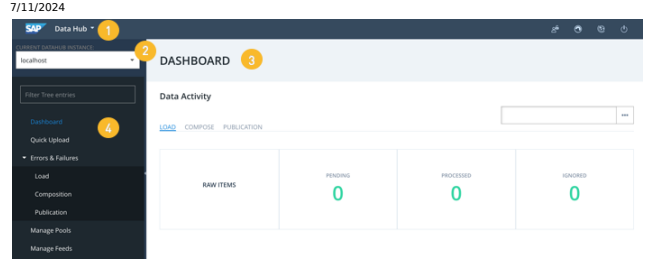 7/11/2024
SAP Data Hub 1
CURRENT DATAHUB INSTANCE
localhost
2
DASHBOARD 3
Filter Tree entries
Dashboard
4
Quick Upload
Errors & Failures
Load
Composition
Publication
Manage Pools
Manage Feeds
Data Activity
...
LOAD COMPOSE PUBLICATION
RAW ITEMS
PENDING
0
PROCESSED
0
IGNORED
0